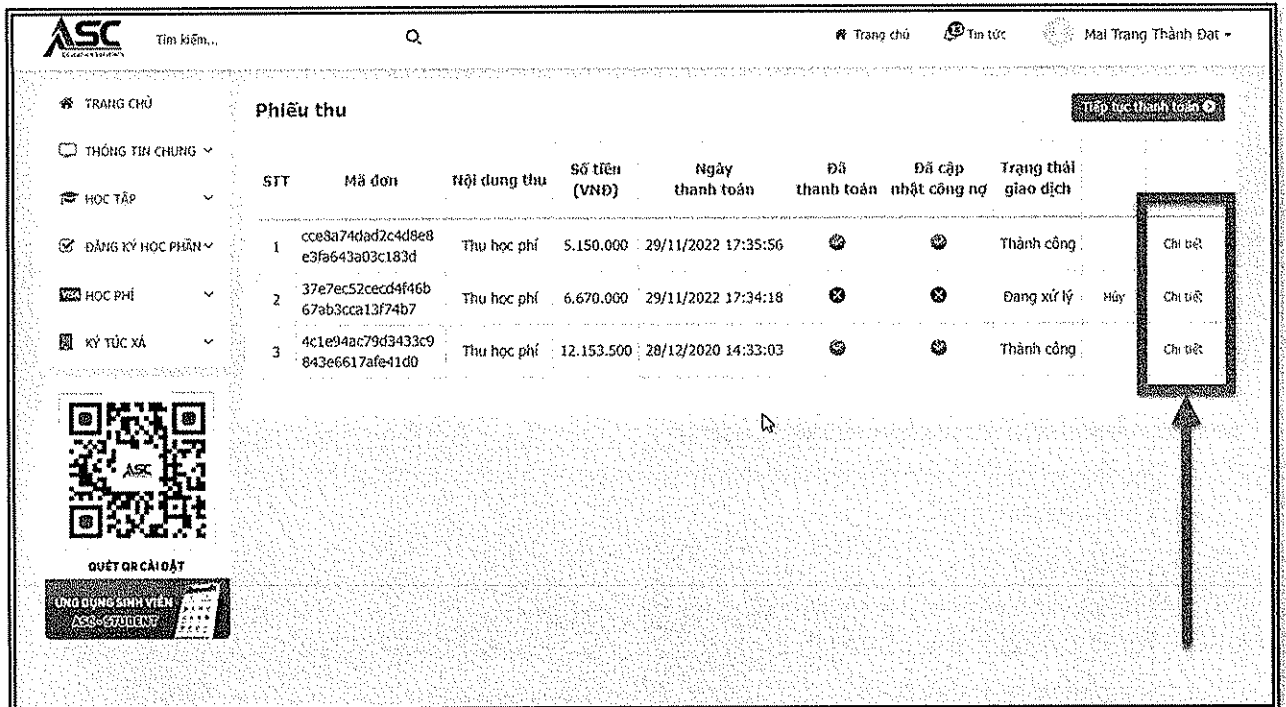 ASC
Tìm kiếm...
Trang chủ
13 Tin tức
Mai Trang Thành Đạt
TRANG CHỦ
THÔNG TIN CHUNG
HỌC TẬP
ĐĂNG KÝ HỌC PHẦN
VISA HỌC PHÍ
KÝ TÚC XÁ
ASC
QUÉT QR CÀI ĐẶT
ỨNG DỤNG SINH VIÊN
ASC-STUDENT
Phiếu thu
Tiếp tục thanh toán
STT Mã đơn Nội dung thu Số tiền (VNĐ) Ngày thanh toán Đã thanh toán Đã cập nhật công nợ Trạng thái giao dịch
1 cce8a74dad2c4d8e8 Thu học phí 5.150.000 29/11/2022 17:35:56 Thành công Chi tiết
e3fa643a03c183d
2 37e7ec52cecd4f46b Thu học phí 6.670.000 29/11/2022 17:34:18 Đang xử lý Hủy Chi tiết
67ab3cca13f74b7
3 4c1e94ac79d3433c9 Thu học phí 12.153.500 28/12/2020 14:33:03 Thành công Chi tiết
843e6617afe41d0